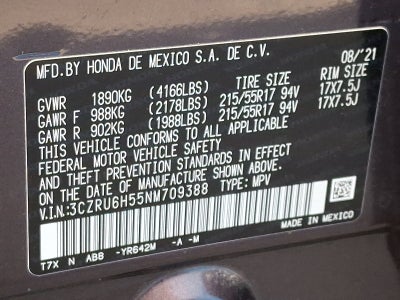 MFD.BY HONDA DE MEXICO S.A. DE C.V. 08/'21
TIRE SIZE RIM SIZE
GVWR 1890KG (4166LBS)
GAWR F 988KG (2178LBS) 215/55R17 94V 17X7.5J
GAWR R 902KG (1988LBS) 215/55R17 94V 17X7.5J
THIS VEHICLE CONFORMS TO ALL APPLICABLE
FEDERAL MOTOR VEHICLE SAFETY
AND THEFT PREVENTION STANDARDS IN EFFECT
ON THE DATE OF MANUFACTURE SHOWN ABOVE.
V.I.N:3CZRU6H55NM709388 TYPE: MPV
T7X N ABB -YR642M -A -M MADE IN MEXICO